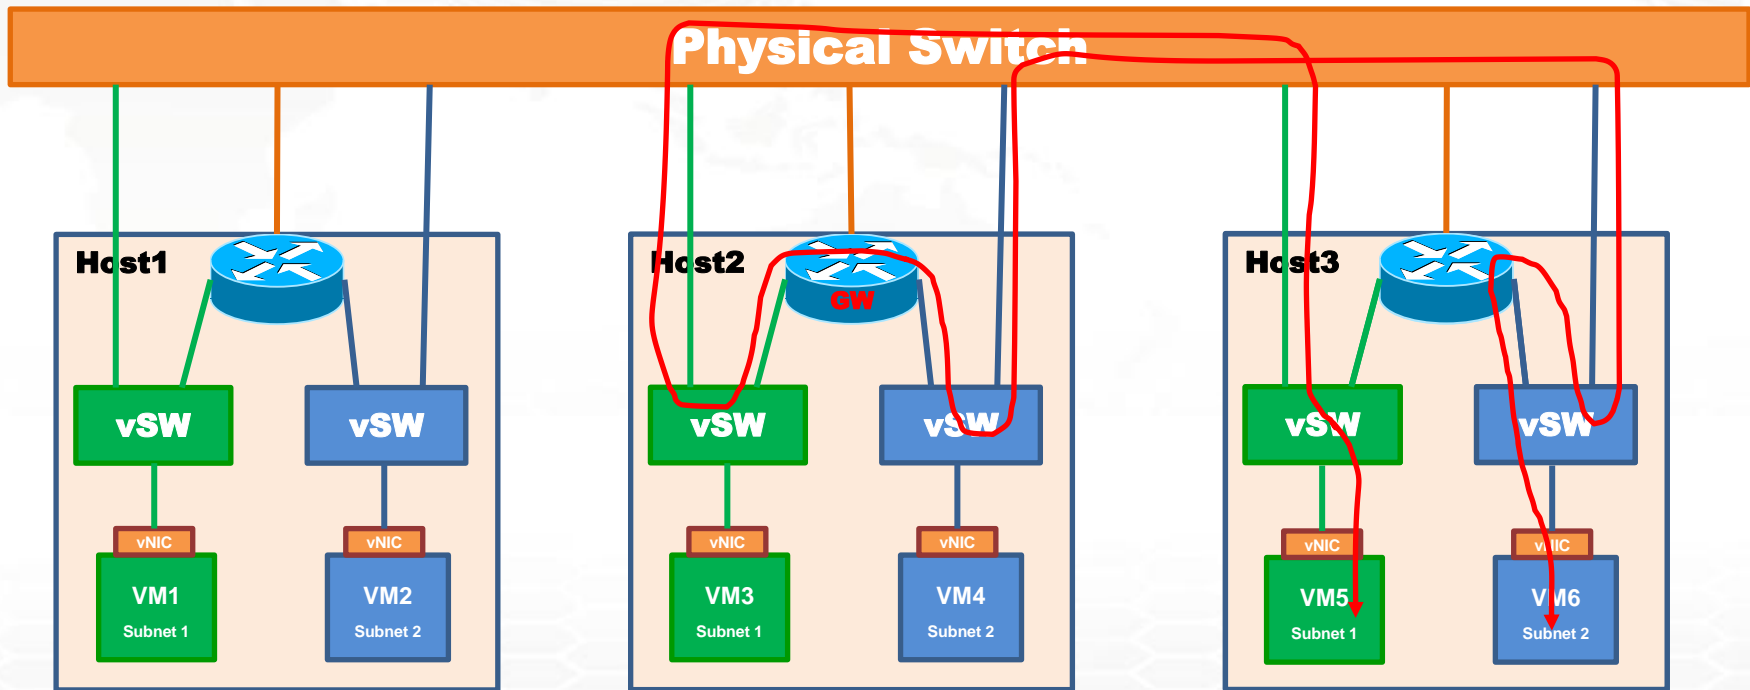 Physical Switch
Host1
Host2
Host3
GW
vSW
vSW
vSW
vSW
vSW
vSW
vNIC
vNIC
vNIC
vNIC
vNIC
vNIC
VM1
Subnet 1
VM2
Subnet 2
VM3
Subnet 1
VM4
Subnet 2
VM5
Subnet 1
VM6
Subnet 2